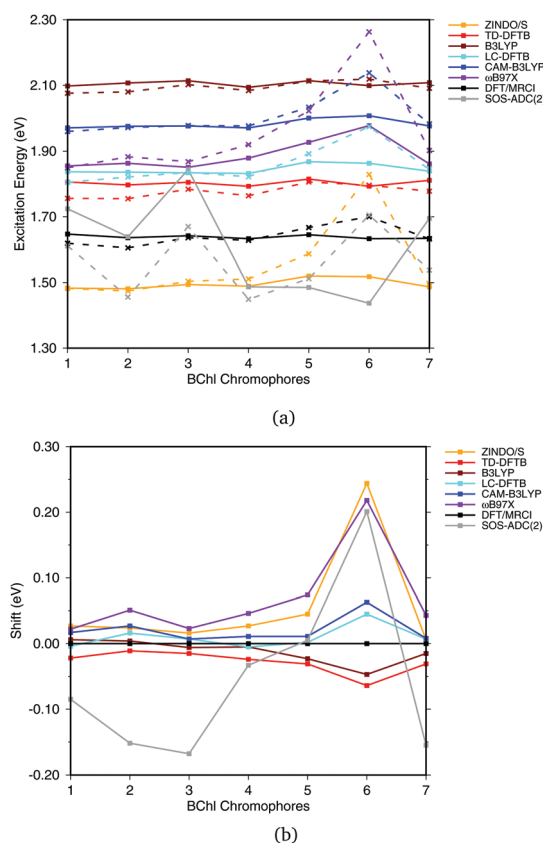 ZINDO/S
TD-DFTB
B3LYP
LC-DFTB
CAM-B3LYP
ωB97X
DFT/MRCI
SOS-ADC(2
Excitation Energy (eV)
2.10
1.90
1.70
1.50
1.30
1 2 3 4 5 6 7
BChl Chromophores
(a)
ZINDO/S
TD-DFTB
B3LYP
LC-DFTB
CAM-B3LYP
ωB97X
DFT/MRCI
SOS-ADC(2)
Shift (eV)
0.30
0.20
0.10
0.00
-0.10
-0.20
1 2 3 4 5 6 7
BChl Chromophores
(b)